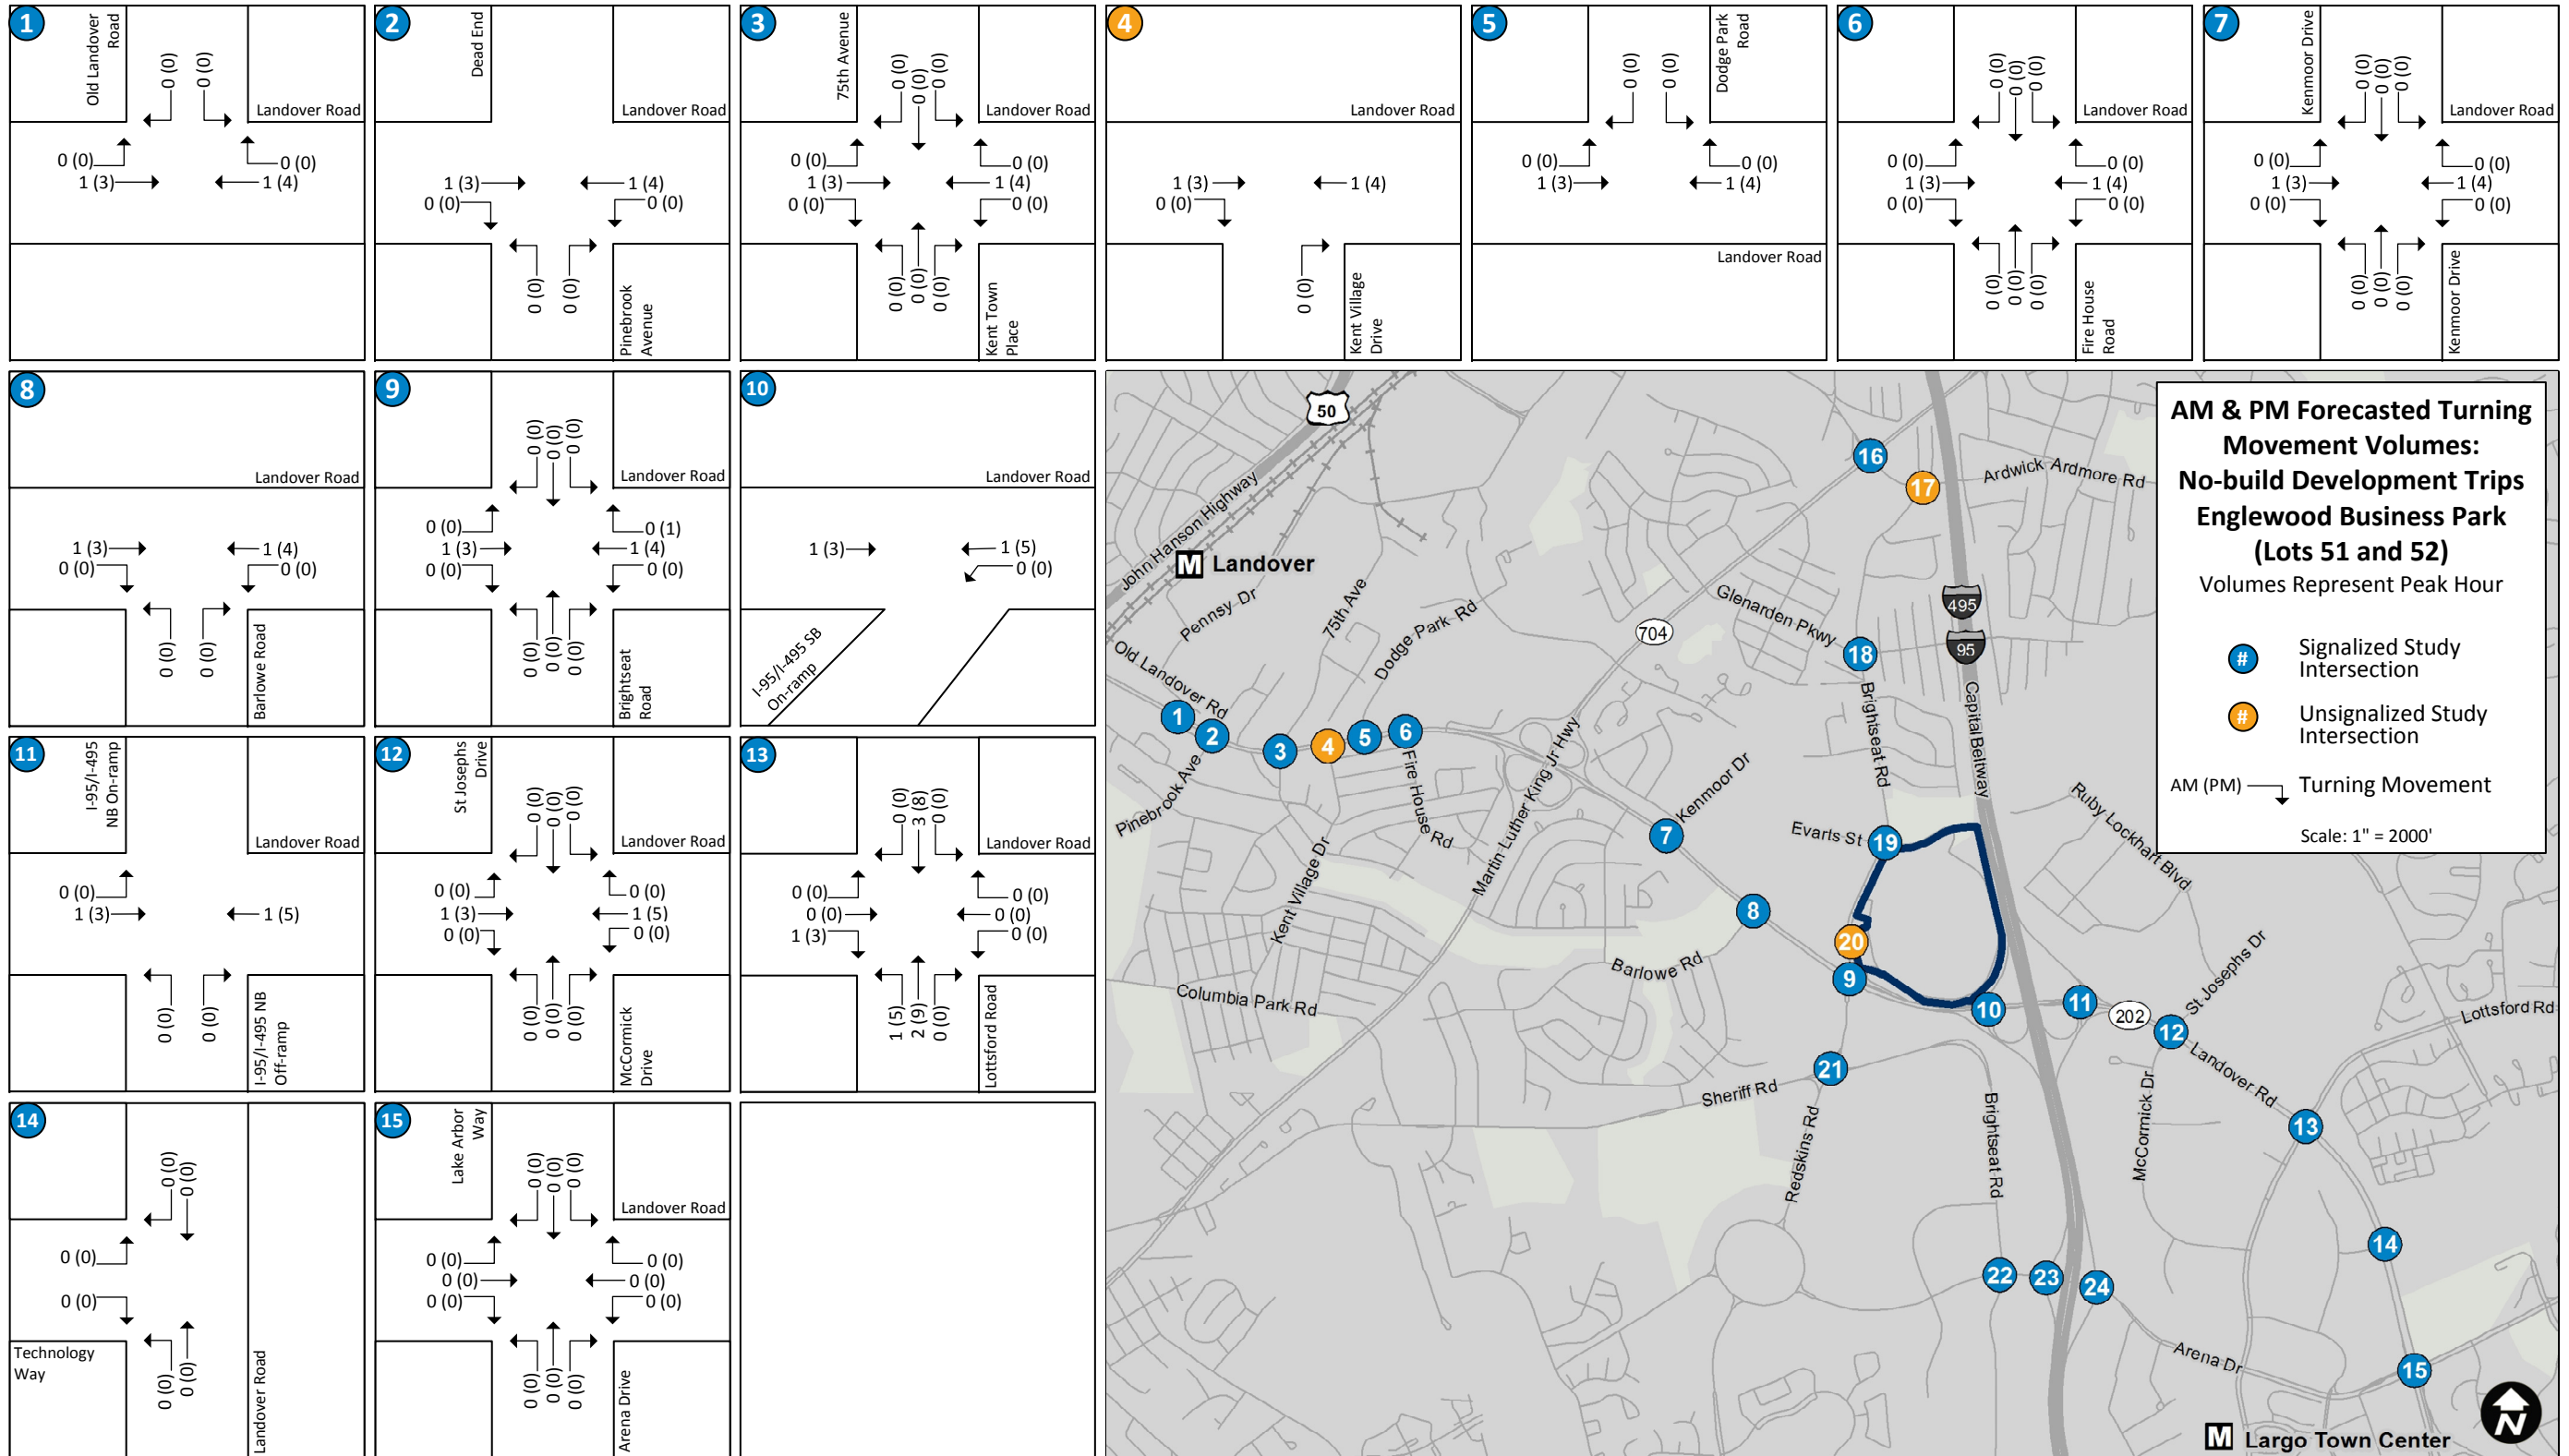 1
Old Landover
Road
0 (0)
0 (0)
Landover Road
0 (0)
1 (3)
0 (0)
1 (4)
2
Dead End
Landover Road
1 (3)
0 (0)
1 (4)
0 (0)
0 (0)
0 (0)
Pinebrook
Avenue
3
75th Avenue
0 (0)
0 (0)
0 (0)
Landover Road
0 (0)
1 (3)
0 (0)
0 (0)
1 (4)
0 (0)
0 (0)
0 (0)
0 (0)
Kent Town
Place
4
Landover Road
1 (3)
0 (0)
1 (4)
0 (0)
Kent Village
Drive
5
0 (0)
0 (0)
Dodge Park
Road
0 (0)
1 (3)
0 (0)
1 (4)
Landover Road
6
0 (0)
0 (0)
0 (0)
Landover Road
0 (0)
1 (3)
0 (0)
0 (0)
1 (4)
0 (0)
0 (0)
0 (0)
0 (0)
Fire House
Road
7
Kenmoor Drive
0 (0)
0 (0)
0 (0)
Landover Road
0 (0)
1 (3)
0 (0)
0 (0)
1 (4)
0 (0)
0 (0)
0 (0)
0 (0)
Kenmoor Drive
8
Landover Road
1 (3)
0 (0)
1 (4)
0 (0)
0 (0)
0 (0)
Barlowe Road
9
0 (0)
0 (0)
0 (0)
Landover Road
0 (0)
1 (3)
0 (0)
0 (1)
1 (4)
0 (0)
0 (0)
0 (0)
0 (0)
Brightseat
Road
10
Landover Road
1 (3)
1 (5)
0 (0)
I-95/I-495 SB
On-ramp
11
I-95/I-495
NB On-ramp
Landover Road
0 (0)
1 (3)
1 (5)
0 (0)
0 (0)
I-95/I-495 NB
Off-ramp
12
St Josephs
Drive
0 (0)
0 (0)
0 (0)
Landover Road
0 (0)
1 (3)
0 (0)
0 (0)
1 (5)
0 (0)
0 (0)
0 (0)
0 (0)
McCormick
Drive
13
0 (0)
3 (8)
0 (0)
Landover Road
0 (0)
0 (0)
1 (3)
0 (0)
0 (0)
0 (0)
1 (5)
2 (9)
0 (0)
Lottsford Road
14
0 (0)
0 (0)
0 (0)
0 (0)
0 (0)
0 (0)
Technology
Way
Landover Road
15
Lake Arbor
Way
0 (0)
0 (0)
0 (0)
Landover Road
0 (0)
0 (0)
0 (0)
0 (0)
0 (0)
0 (0)
0 (0)
0 (0)
0 (0)
Arena Drive
AM & PM Forecasted Turning
Movement Volumes:
No-build Development Trips
Englewood Business Park
(Lots 51 and 52)
Volumes Represent Peak Hour
# Signalized Study
Intersection
# Unsignalized Study
Intersection
AM (PM) Turning Movement
Scale: 1" = 2000'
50
16
17
Ardwick Ardmore Rd
John Hanson Highway
M Landover
Pennsy Dr
75th Ave
Dodge Park Rd
Glenarden Pkwy
704
495
95
18
Old Landover Rd
1
2
3
4
5
6
Brightseat Rd
Capital Beltway
Pinebrook Ave
Fire House Rd
Martin Luther King Jr Hwy
Kenmoor Dr
7
Evarts St
19
Ruby Lockhart Blvd
Kent Village Dr
8
20
9
Barlowe Rd
Columbia Park Rd
10
11
202
12
St Josephs Dr
Lottsford Rd
21
Sheriff Rd
Landover Rd
McCormick Dr
Redskins Rd
Brightseat Rd
13
14
22
23
24
Arena Dr
15
N
M Largo Town Center